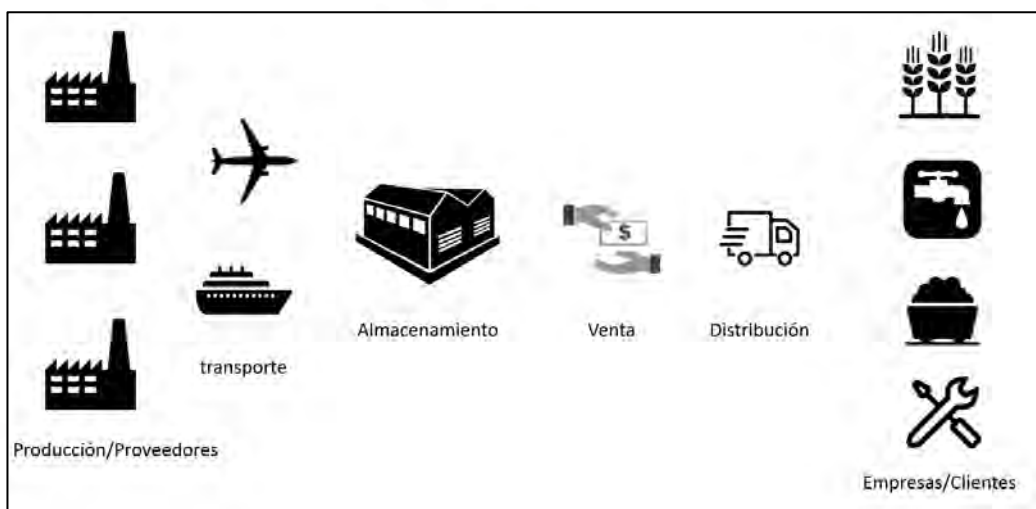 $
Almacenamiento
Venta
Distribución
transporte
Producción/Proveedores
Empresas/Clientes